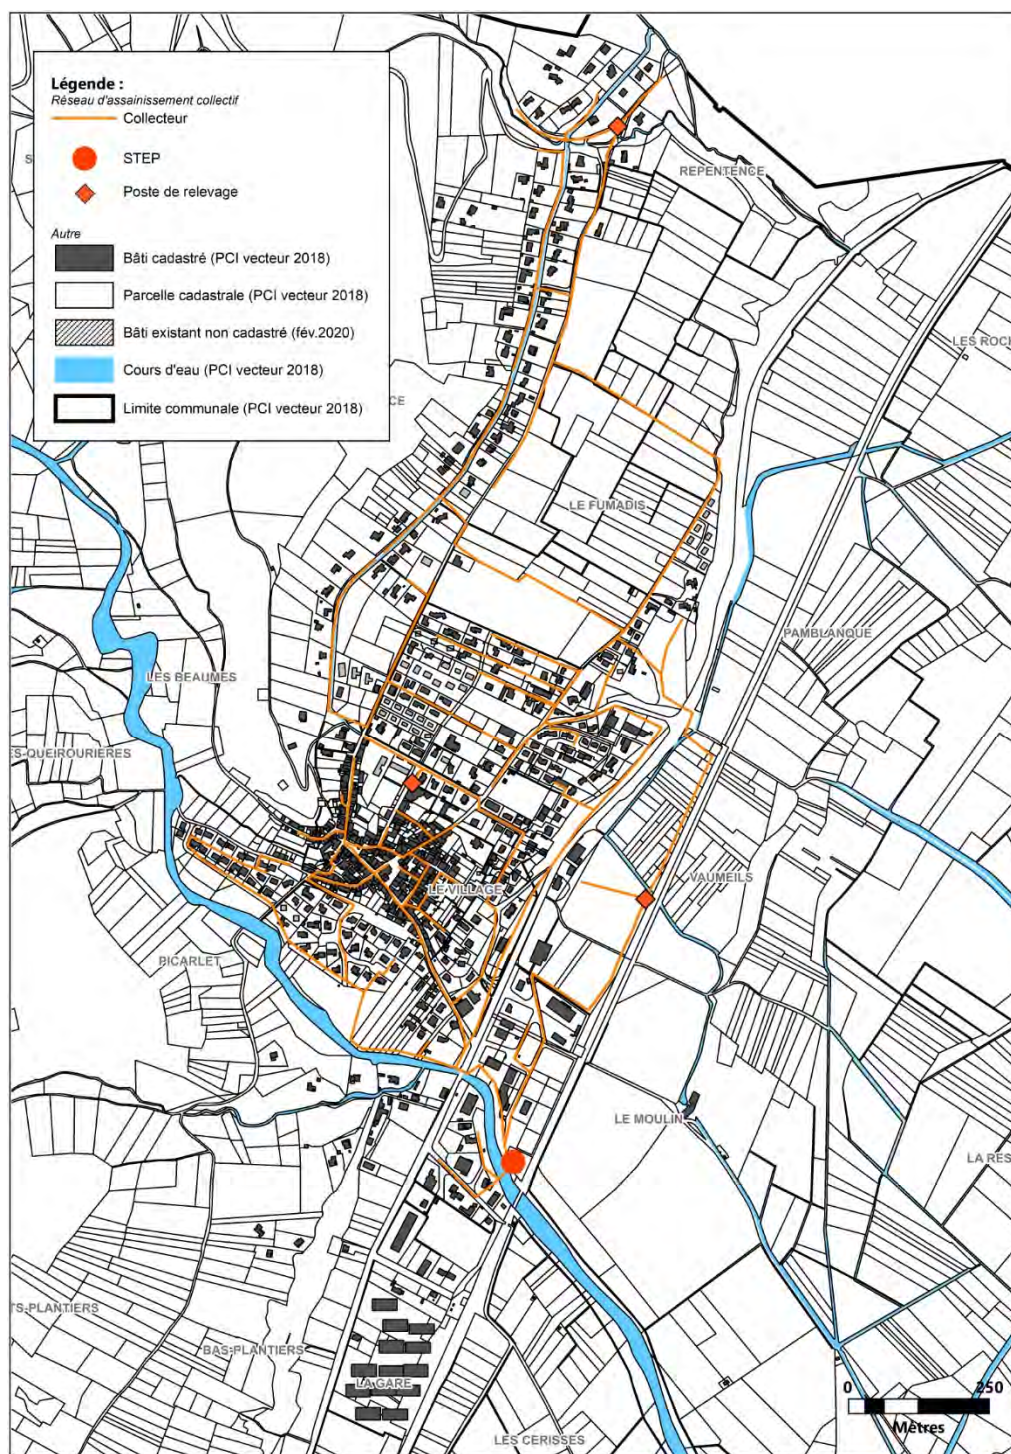 Légende :
Réseau d'assainissement collectif
Collecteur
STEP
Poste de relevage
Autre
Bâti cadastré (PCI vecteur 2018)
Parcelle cadastrale (PCI vecteur 2018)
Bâti existant non cadastré (fév.2020)
Cours d'eau (PCI vecteur 2018)
Limite communale (PCI vecteur 2018)
REPENTENCE
LES ROCH
CE
LE FUMADIS
PAMBLANQUE
LES BEAUMES
ES-QUEIROURIERES
VAUMEILS
LE VILLAGE
PICARLET
LE MOULIN
LA RES
TS-PLANTIERS
BAS-PLANTIERS
LA GARE
LES CERISSES
0 250
Mètres